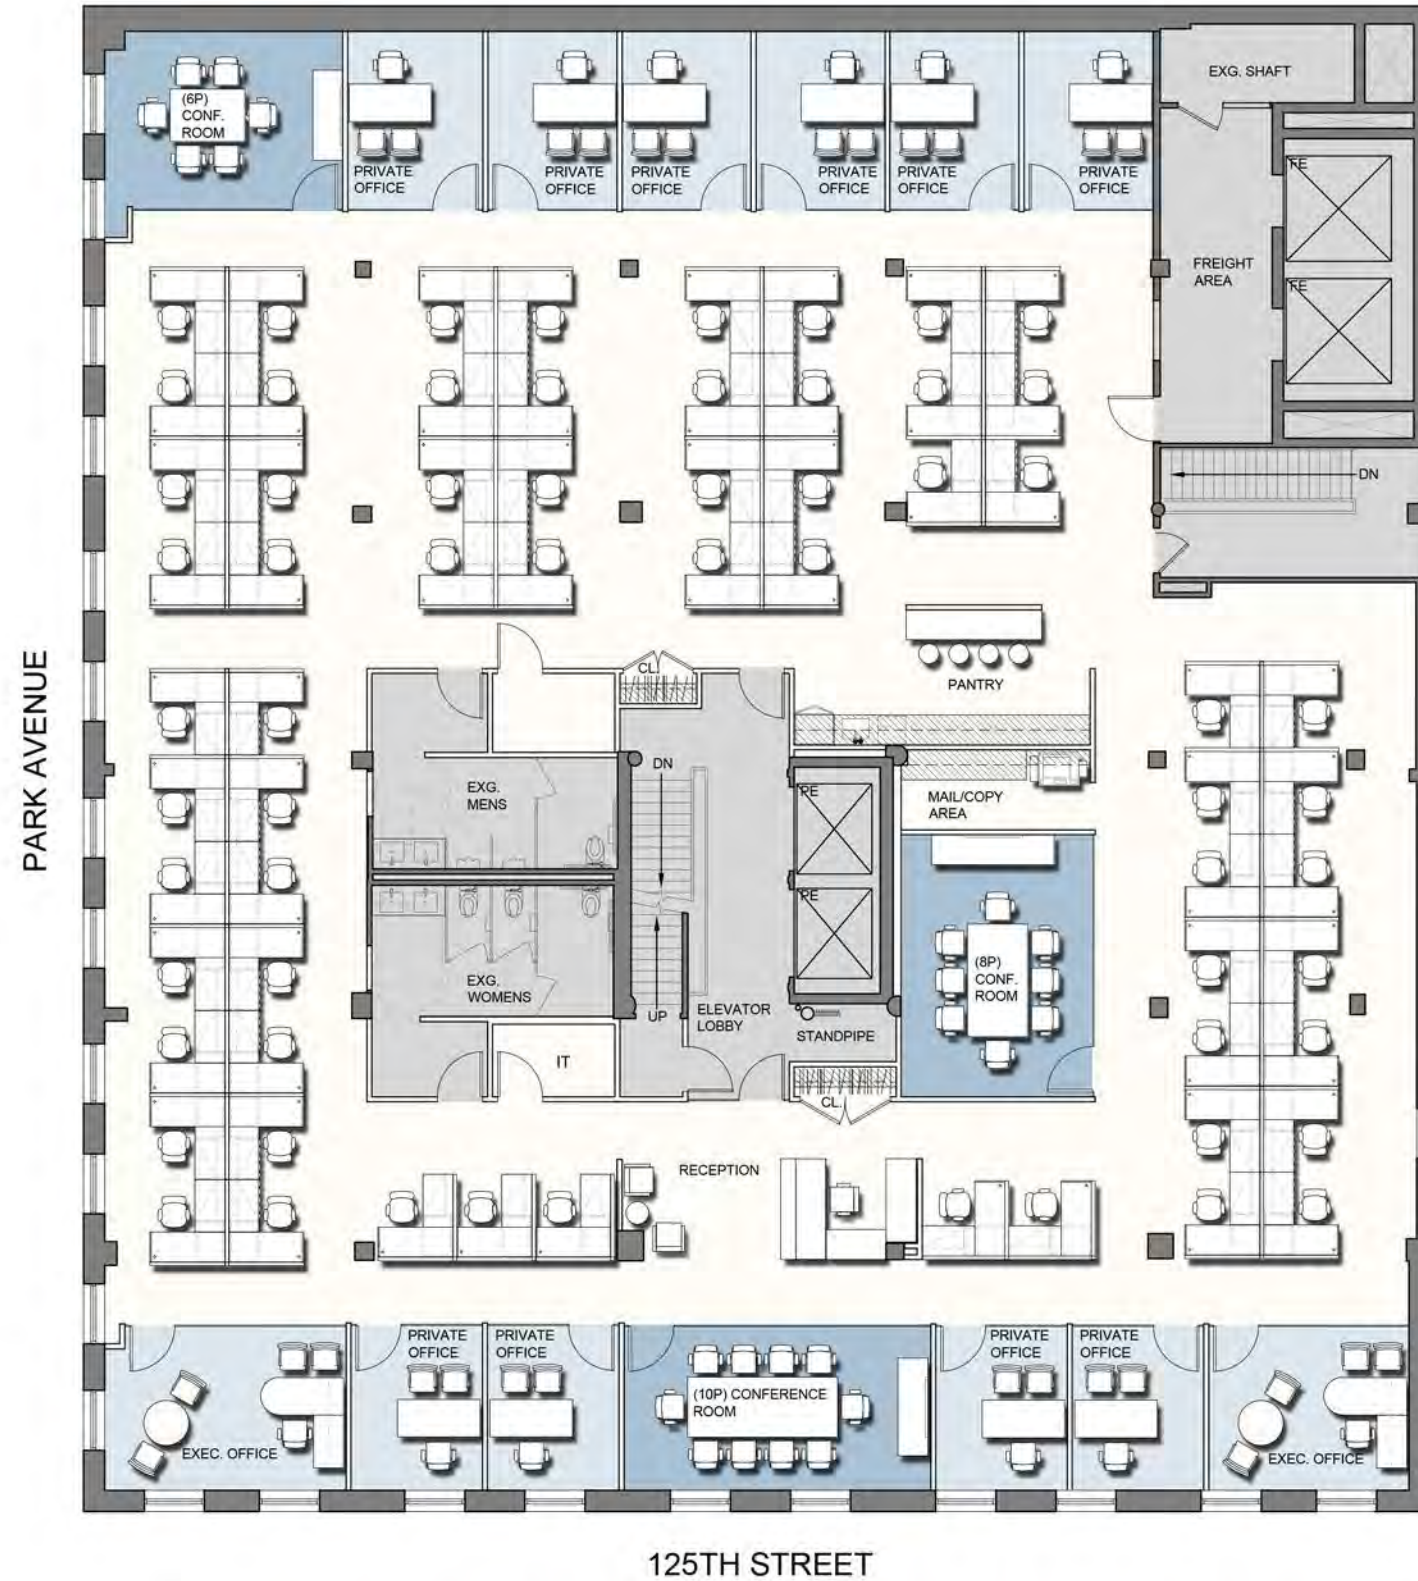 EXG. SHAFT
(6P)
CONF.
ROOM
PRIVATE
OFFICE
PRIVATE
OFFICE
PRIVATE
OFFICE
PRIVATE
OFFICE
PRIVATE
OFFICE
PRIVATE
OFFICE
FE
FREIGHT
AREA
FE
DN
CL.
PANTRY
DN
EXG.
MENS
PE
MAIL/COPY
AREA
PE
(8P)
CONF.
ROOM
EXG.
WOMENS
UP
ELEVATOR
LOBBY
STANDPIPE
IT
CL.
RECEPTION
PRIVATE
OFFICE
PRIVATE
OFFICE
PRIVATE
OFFICE
PRIVATE
OFFICE
(10P) CONFERENCE
ROOM
EXEC. OFFICE
EXEC. OFFICE
PARK AVENUE
125TH STREET